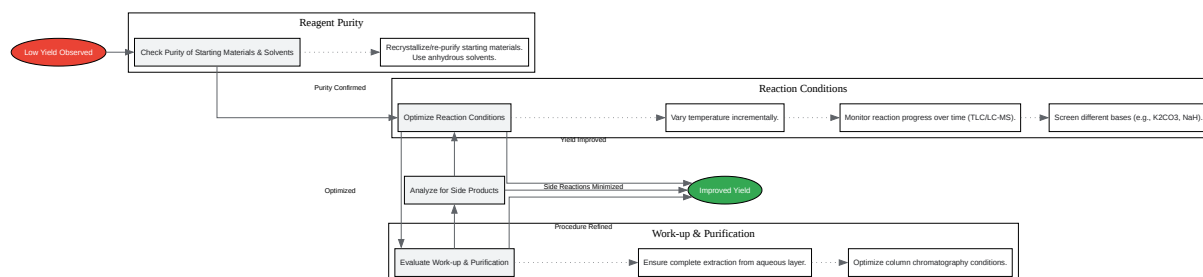 Reagent Purity
Low Yield Observed
Check Purity of Starting Materials & Solvents
Recrystallize/re-purify starting materials.
Use anhydrous solvents.
Purity Confirmed
Reaction Conditions
Optimize Reaction Conditions
Vary temperature incrementally.
Monitor reaction progress over time (TLC/LC-MS).
Screen different bases (e.g., K2CO3, NaH).
Yield Improved
Optimized
Analyze for Side Products
Side Reactions Minimized
Improved Yield
Procedure Refined
Work-up & Purification
Evaluate Work-up & Purification
Ensure complete extraction from aqueous layer.
Optimize column chromatography conditions.